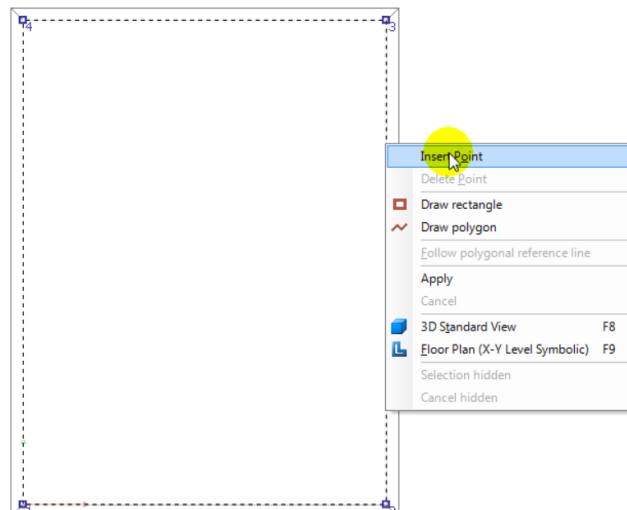 4
3
Insert Point
Delete Point
Draw rectangle
Draw polygon
Follow polygonal reference line
Apply
Cancel
3D Standard View F8
Floor Plan (X-Y Level Symbolic) F9
Selection hidden
Cancel hidden